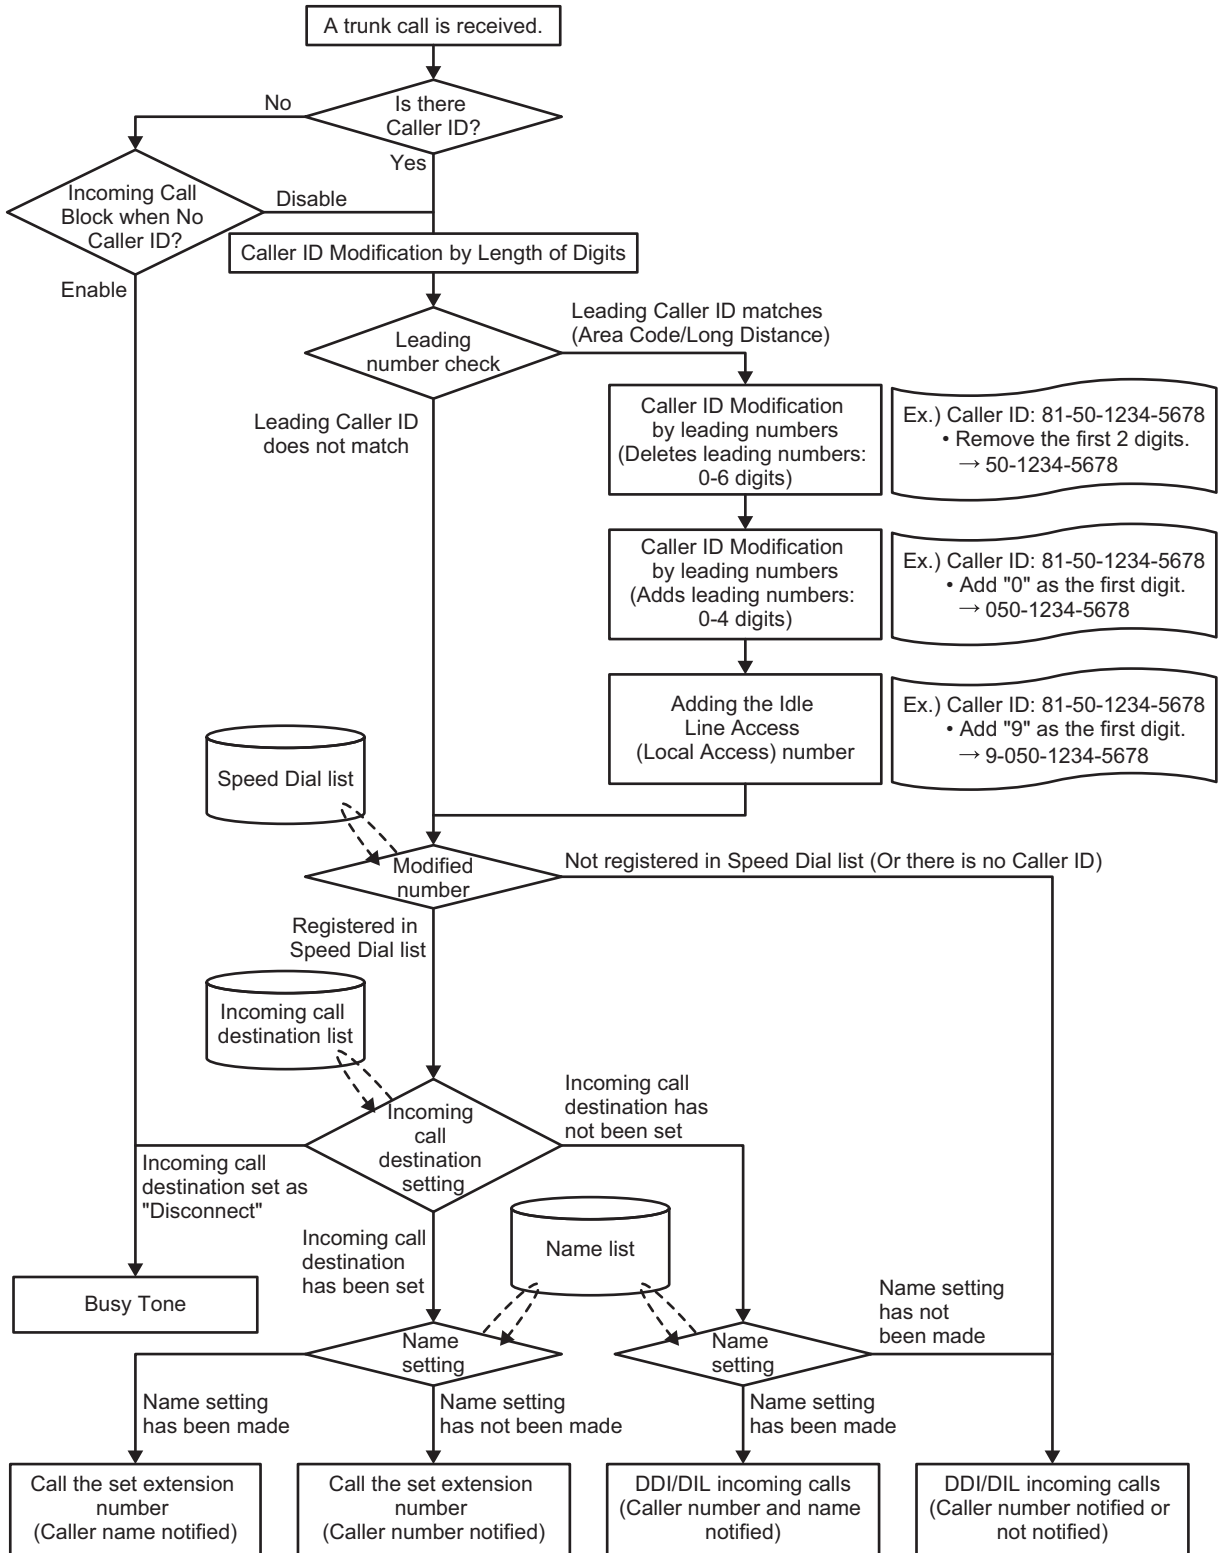 A trunk call is received.
No
Is there
Caller ID?
Yes
Incoming Call
Block when No
Caller ID?
Disable
Enable
Caller ID Modification by Length of Digits
Leading
number check
Leading Caller ID matches
(Area Code/Long Distance)
Leading Caller ID
does not match
Caller ID Modification
by leading numbers
(Deletes leading numbers:
0-6 digits)
Ex.) Caller ID: 81-50-1234-5678
• Remove the first 2 digits.
→ 50-1234-5678
Caller ID Modification
by leading numbers
(Adds leading numbers:
0-4 digits)
Ex.) Caller ID: 81-50-1234-5678
• Add "0" as the first digit.
→ 050-1234-5678
Adding the Idle
Line Access
(Local Access) number
Ex.) Caller ID: 81-50-1234-5678
• Add "9" as the first digit.
→ 9-050-1234-5678
Speed Dial list
Modified
number
Not registered in Speed Dial list (Or there is no Caller ID)
Registered in
Speed Dial list
Incoming call
destination list
Incoming
call
destination
setting
Incoming call
destination has
not been set
Incoming call
destination set as
"Disconnect"
Incoming call
destination
has been set
Name list
Busy Tone
Name setting
has not
been made
Name
setting
Name
setting
Name setting
has been made
Name setting
has not been made
Name setting
has been made
Call the set extension
number
(Caller name notified)
Call the set extension
number
(Caller number notified)
DDI/DIL incoming calls
(Caller number and name
notified)
DDI/DIL incoming calls
(Caller number notified or
not notified)